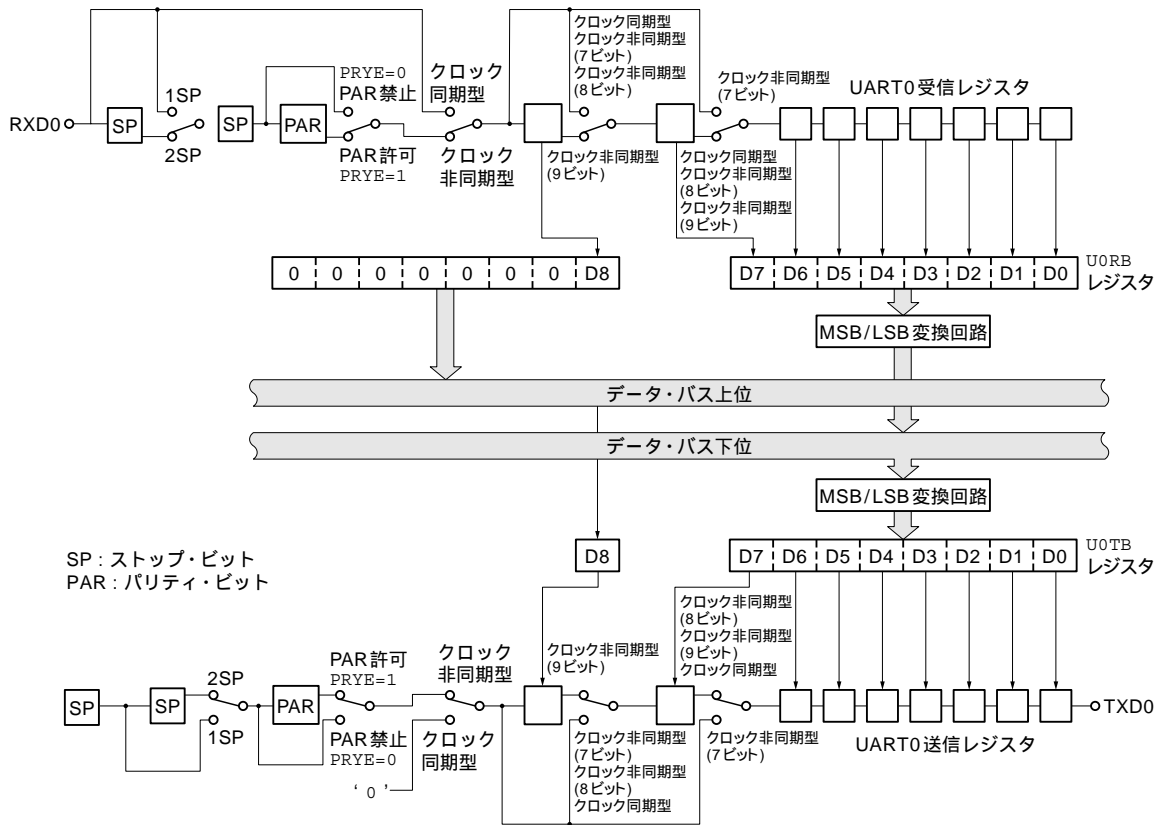 クロック同期型
クロック非同期型
(7ビット)
クロック非同期型
(8ビット)
PRYE=0
PAR禁止
クロック
同期型
クロック非同期型
(7ビット)
UART0受信レジスタ
1SP
RXD0
SP
2SP
SP
PAR
PAR許可
PRYE=1
クロック
非同期型
クロック非同期型
(9ビット)
クロック同期型
クロック非同期型
(8ビット)
クロック非同期型
(9ビット)
0 0 0 0 0 0 0 D8
D7 D6 D5 D4 D3 D2 D1 D0
U0RB
レジスタ
MSB/LSB変換回路
データ・バス上位
データ・バス下位
MSB/LSB変換回路
SP:ストップ・ビット
PAR:パリティ・ビット
D8
D7 D6 D5 D4 D3 D2 D1 D0
U0TB
レジスタ
クロック非同期型
(8ビット)
クロック非同期型
(9ビット)
クロック同期型
クロック非同期型
(9ビット)
PAR許可
PRYE=1
クロック
非同期型
2SP
SP
SP
1SP
PAR
PAR禁止
PRYE=0
クロック
同期型
'0'
クロック非同期型
(7ビット)
クロック非同期型
(8ビット)
クロック同期型
クロック非同期型
(7ビット)
TXD0
UART0送信レジスタ